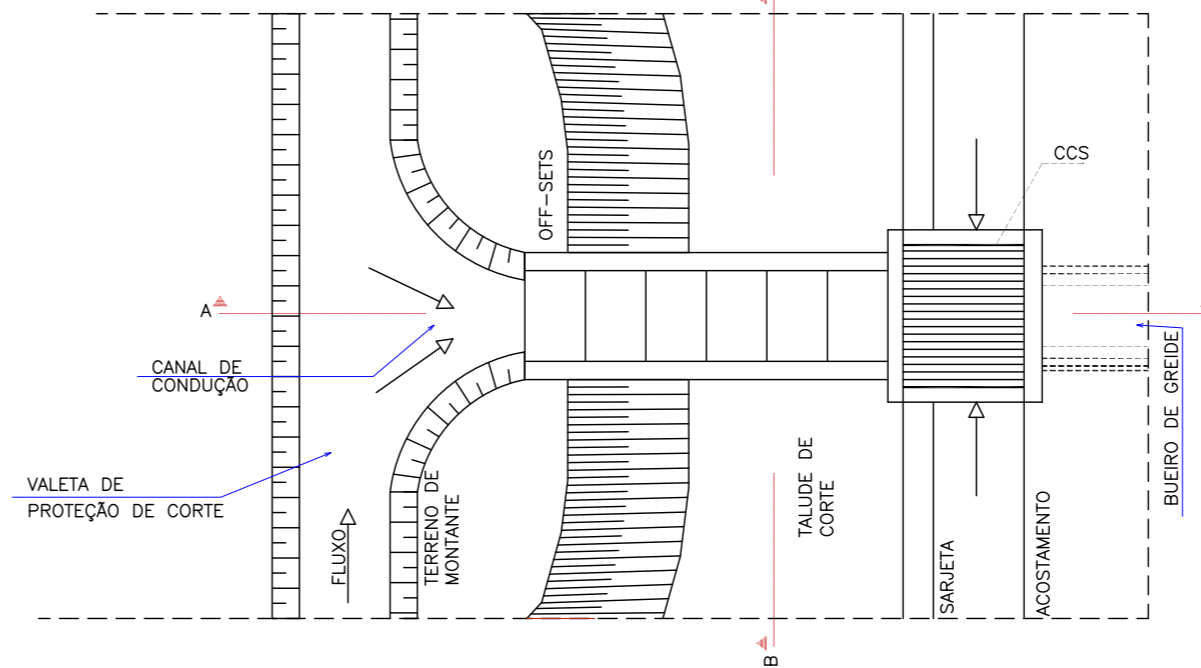 OFF-SETS
CCS
A
CANAL DE
CONDUÇÃO
BUEIRO DE GREIDE
VALETA DE
PROTEÇÃO DE CORTE
FLUXO
TERRENO DE
MONTANTE
TALUDE DE
CORTE
SARJETA
ACOSTAMENTO
B